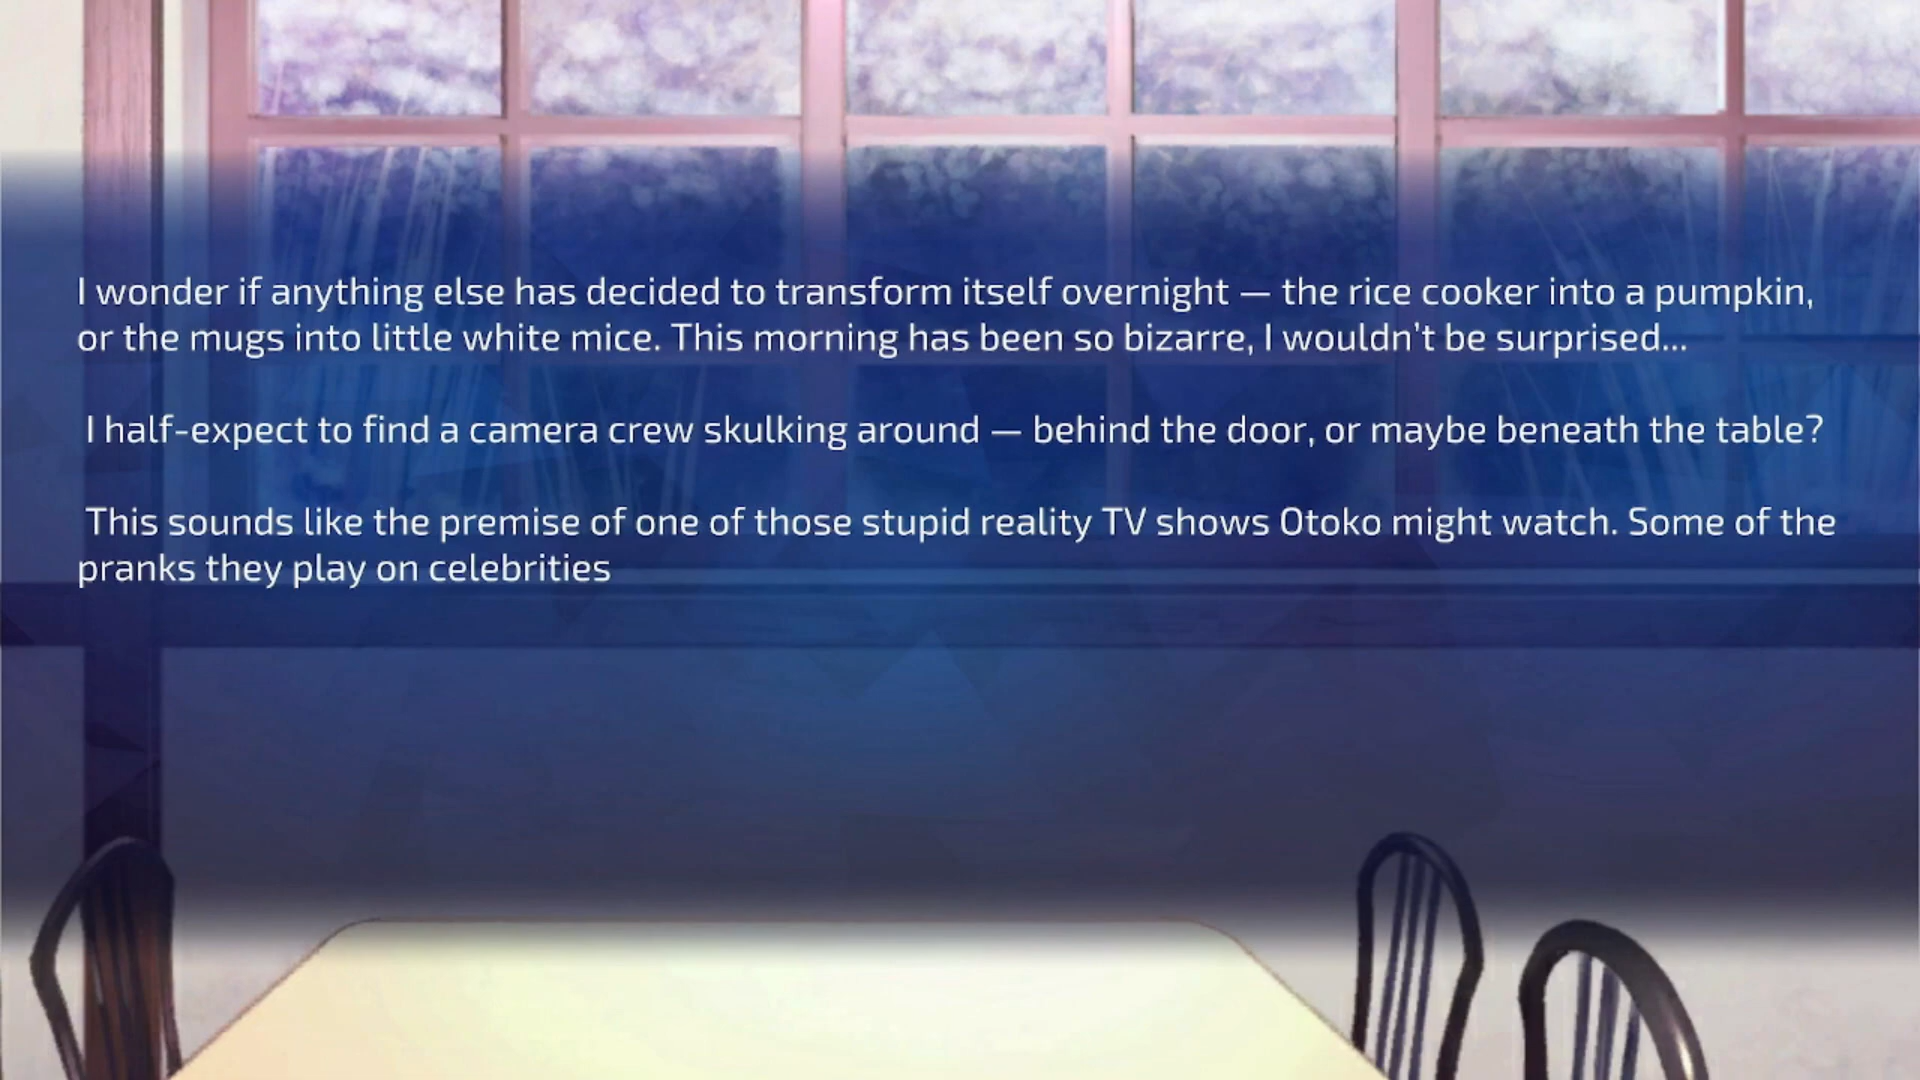 I wonder if anything else has decided to transform itself overnight — the rice cooker into a pumpkin,
or the mugs into little white mice. This morning has been so bizarre, I wouldn’t be surprised...
I half-expect to find a camera crew skulking around — behind the door, or maybe beneath the table?
This sounds like the premise of one of those stupid reality TV shows Otoko might watch. Some of the
pranks they play on celebrities